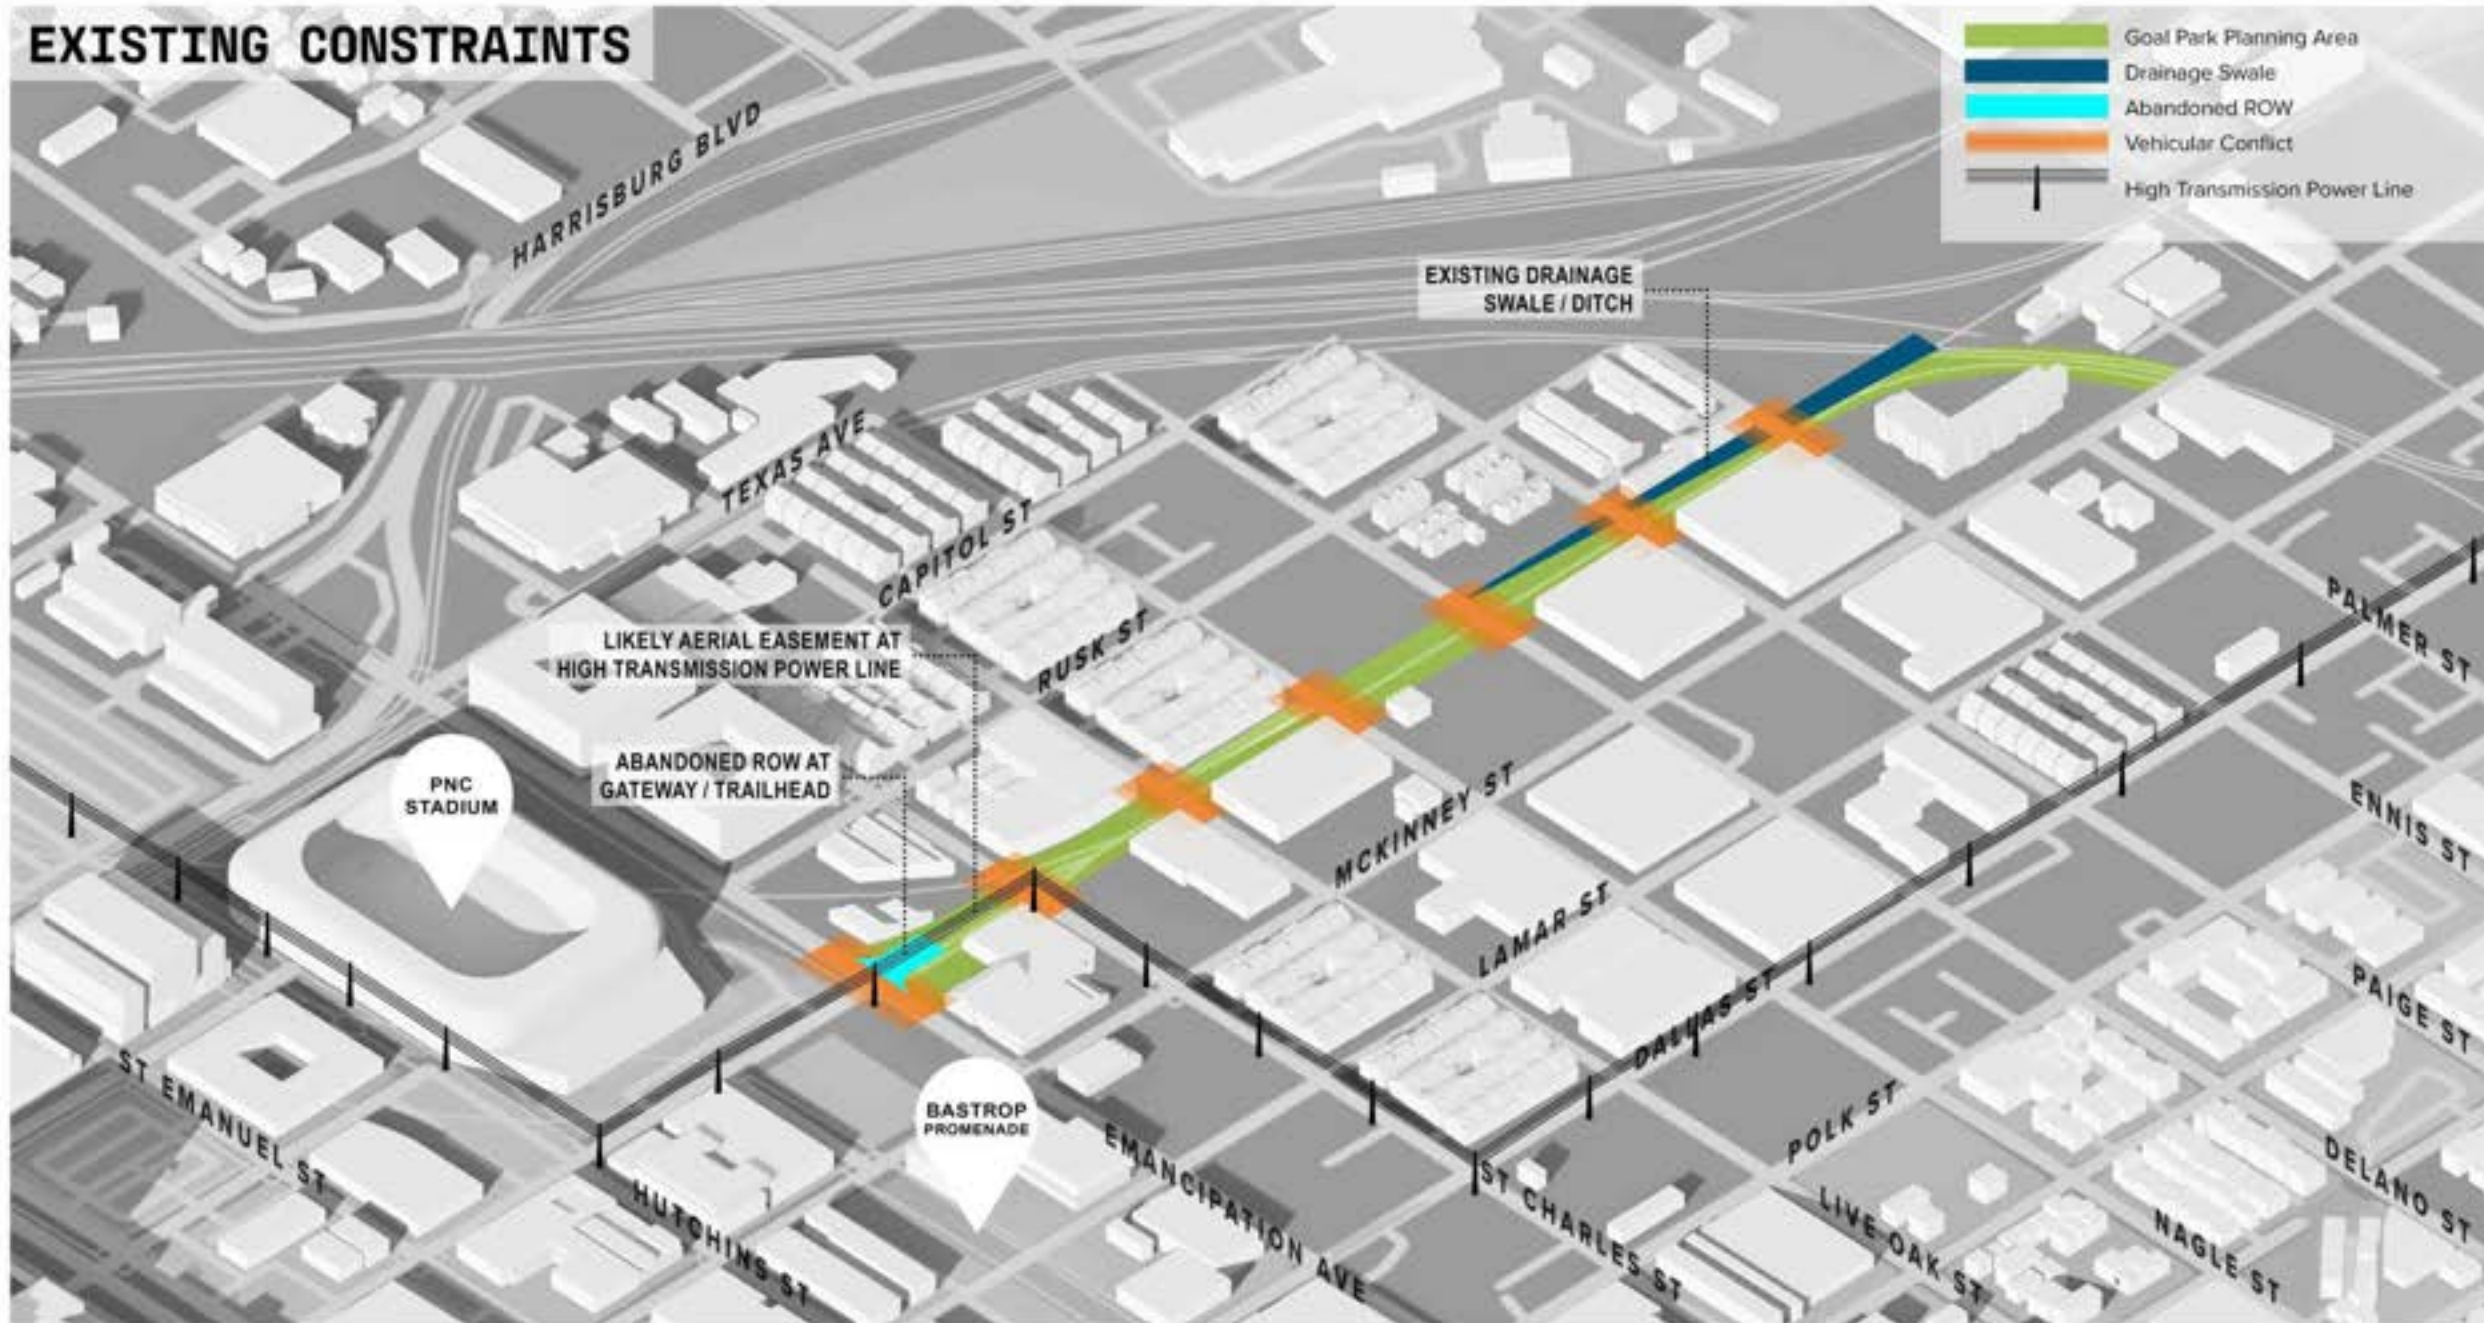 EXISTING CONSTRAINTS
Goal Park Planning Area
Drainage Swale
Abandoned ROW
Vehicular Conflict
High Transmission Power Line
HARRISBURG BLVD
EXISTING DRAINAGE
SWALE / DITCH
TEXAS AVE
CAPITOL ST
RUSK ST
LIKELY AERIAL EASEMENT AT
HIGH TRANSMISSION POWER LINE
ABANDONED ROW AT
GATEWAY / TRAILHEAD
PNC
STADIUM
MCKINNEY ST
LAMAR ST
DALLAS ST
POLK ST
PALMER ST
ENNIS ST
PAIGE ST
DELANO ST
NAGLE ST
LIVE OAK ST
ST CHARLES ST
EMANCIPATION AVE
BASTROP
PROMENADE
HUTCHINS ST
ST EMANUEL ST